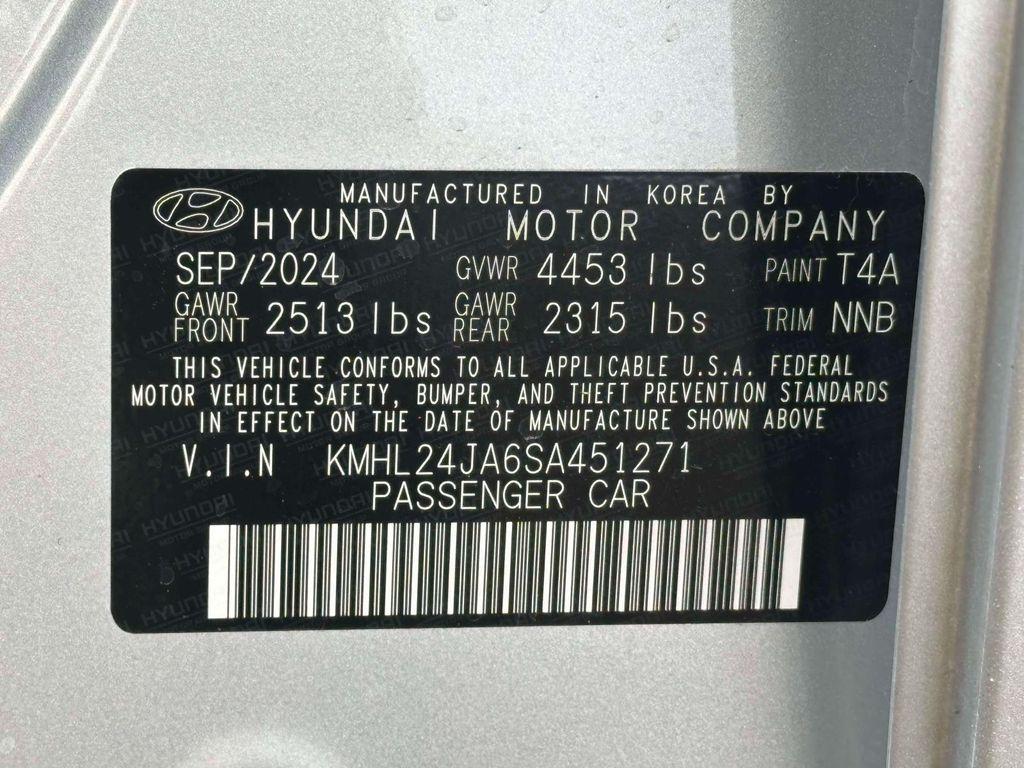 MANUFACTURED IN KOREA BY
HYUNDAI MOTOR COMPANY
SEP/2024 GVWR 4453 lbs PAINT T4A
GAWR FRONT 2513 lbs GAWR REAR 2315 lbs TRIM NNB
THIS VEHICLE CONFORMS TO ALL APPLICABLE U.S.A. FEDERAL
MOTOR VEHICLE SAFETY, BUMPER, AND THEFT PREVENTION STANDARDS
IN EFFECT ON THE DATE OF MANUFACTURE SHOWN ABOVE
V.I.N KMHL24JA6SA451271
PASSENGER CAR